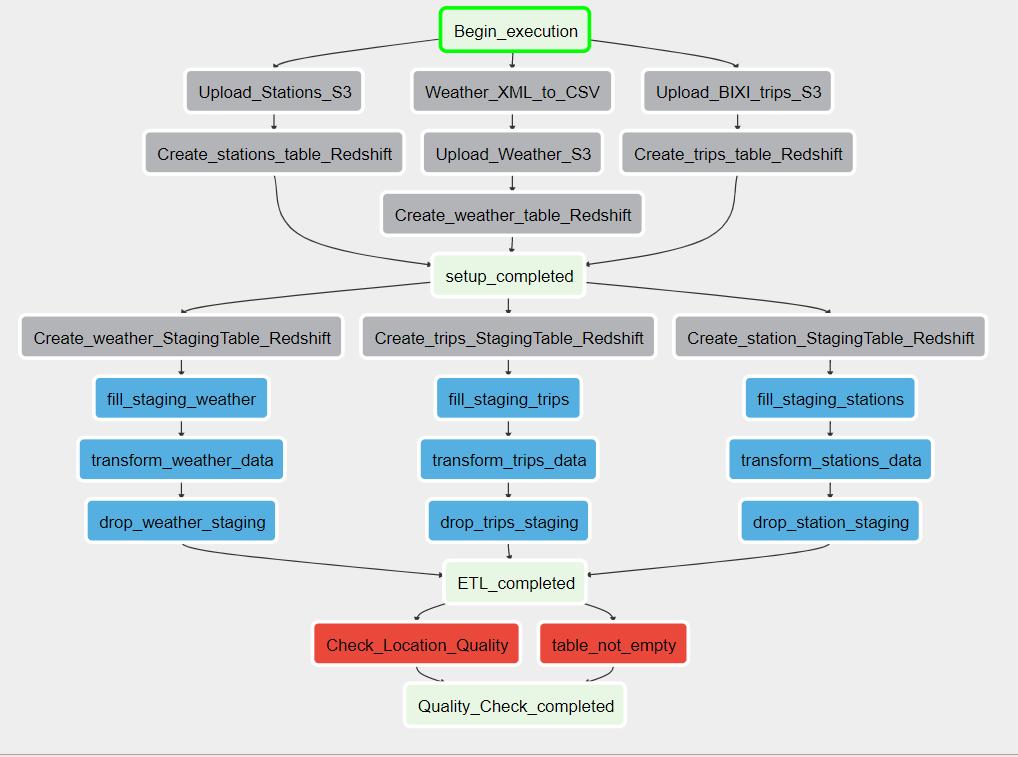 Begin_execution
Upload_Stations_S3
Weather_XML_to_CSV
Upload_BIXI_trips_S3
Create_stations_table_Redshift
Upload_Weather_S3
Create_trips_table_Redshift
Create_weather_table_Redshift
setup_completed
Create_weather_StagingTable_Redshift
Create_trips_StagingTable_Redshift
Create_station_StagingTable_Redshift
fill_staging_weather
fill_staging_trips
fill_staging_stations
transform_weather_data
transform_trips_data
transform_stations_data
drop_weather_staging
drop_trips_staging
drop_station_staging
ETL_completed
Check_Location_Quality
table_not_empty
Quality_Check_completed